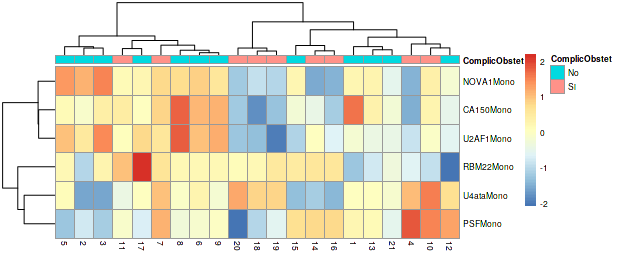 ComplicObstet
NOVA1Mono
CA150Mono
U2AF1Mono
RBM22Mono
U4ataMono
PSFMono
5 2 3 11 17 7 8 6 9 20 18 19 15 14 16 1 13 21 4 10 12
2
1
0
-1
-2
ComplicObstet
No
Si